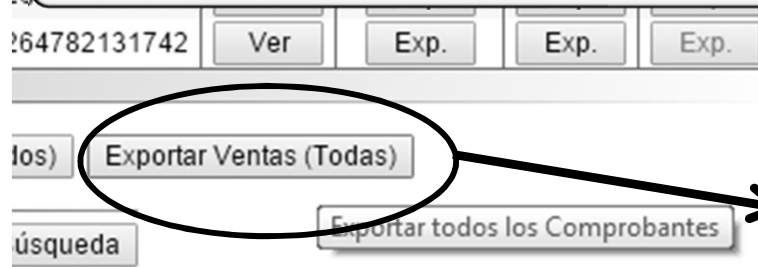 264782131742 Ver Exp. Exp. Exp.
dos) Exportar Ventas (Todas)
Exportar todos los Comprobantes
úsqueda